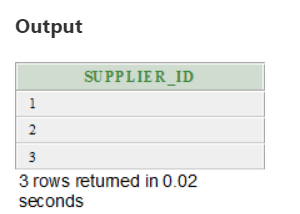 Output
SUPPLIER_ID
1
2
3
3 rows returned in 0.02
seconds